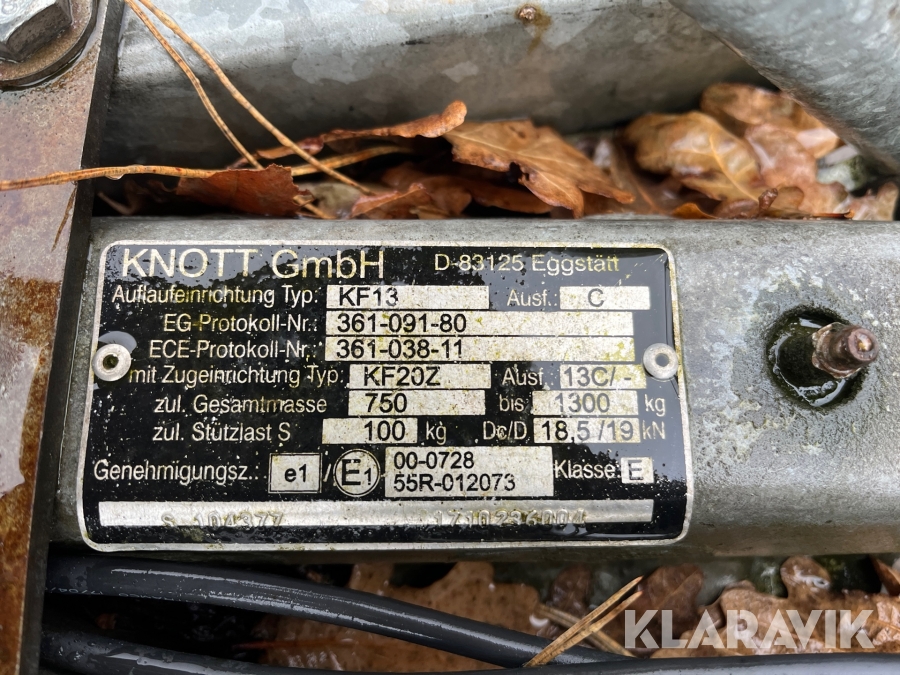 KNOTT GmbH D-83125 Eggstätt
Auflaufeinrichtung Typ: KF13 Ausf.: C
EG-Protokoll-Nr.: 361-091-80
ECE-Protokoll-Nr.: 361-038-11
mit Zugeinrichtung Typ: KF20Z Ausf.: 13C/-
zul. Gesamtmasse 750 bis 1300 kg
zul. Stützlast S 100 kg Dc/D 18,5/19 kN
Genehmigungsz.: e1 / E1 00-0728 Klasse: E
55R-012073
S 104377 1710236004
KLARAVIK